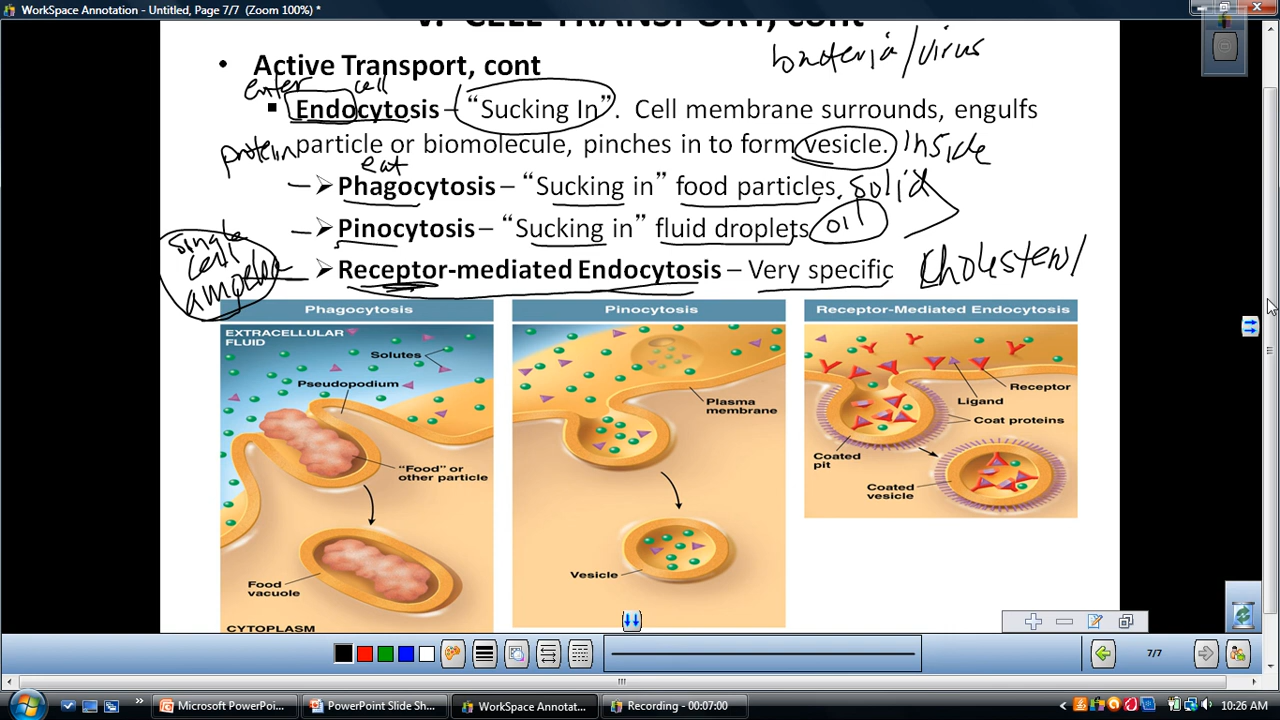 WorkSpace Annotation - Untitled, Page 7/7 (Zoom 100%) *
V. CELL TRANSPORT, cont
bacteria/virus
• Active Transport, cont
enter cell
▪ Endocytosis – “Sucking In”. Cell membrane surrounds, engulfs
protein particle or biomolecule, pinches in to form vesicle. Inside
eat
➢ Phagocytosis – “Sucking in” food particles. solid
➢ Pinocytosis – “Sucking in” fluid droplets oil
single
cell
amoeba
➢ Receptor-mediated Endocytosis – Very specific cholesterol
Phagocytosis
EXTRACELLULAR
FLUID
Solutes
Pseudopodium
“Food” or
other particle
Food
vacuole
CYTOPLASM
Pinocytosis
Plasma
membrane
Vesicle
Receptor-Mediated Endocytosis
Receptor
Ligand
Coat proteins
Coated
pit
Coated
vesicle
7/7
Microsoft PowerPoi...
PowerPoint Slide Sh...
WorkSpace Annotat...
Recording - 00:07:00
10:26 AM